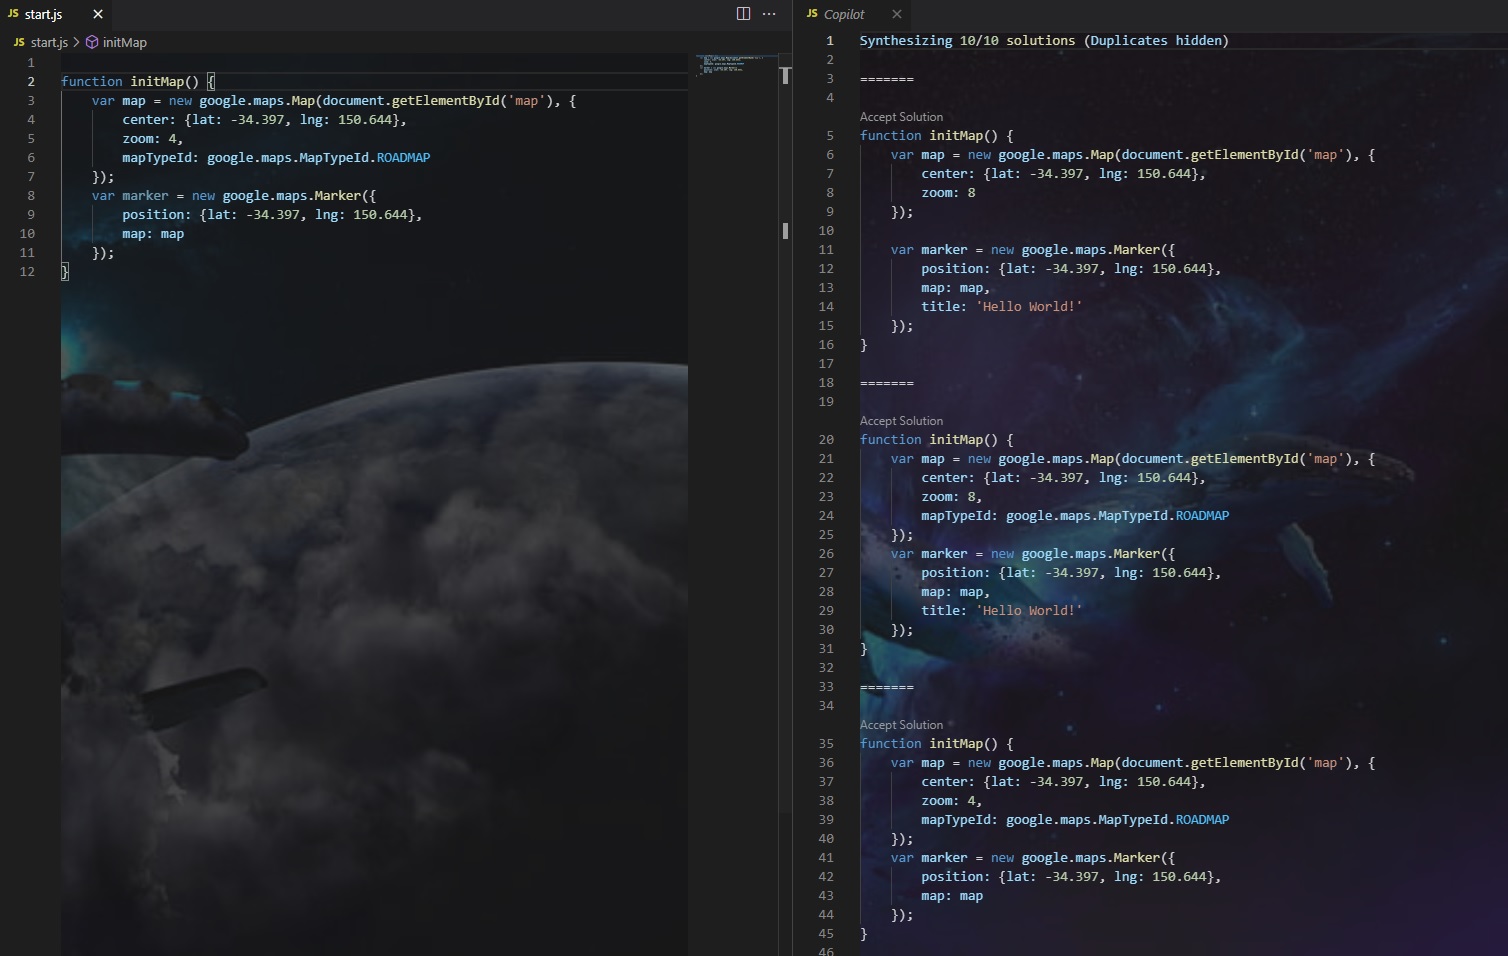 JS start.js ×
JS start.js > initMap
1
2 function initMap() {
3     var map = new google.maps.Map(document.getElementById('map'), {
4         center: {lat: -34.397, lng: 150.644},
5         zoom: 4,
6         mapTypeId: google.maps.MapTypeId.ROADMAP
7     });
8     var marker = new google.maps.Marker({
9         position: {lat: -34.397, lng: 150.644},
10         map: map
11     });
12 }
JS Copilot ×
1 Synthesizing 10/10 solutions (Duplicates hidden)
2
3 =======
4
Accept Solution
5 function initMap() {
6     var map = new google.maps.Map(document.getElementById('map'), {
7         center: {lat: -34.397, lng: 150.644},
8         zoom: 8
9     });
10
11     var marker = new google.maps.Marker({
12         position: {lat: -34.397, lng: 150.644},
13         map: map,
14         title: 'Hello World!'
15     });
16 }
17
18 =======
19
Accept Solution
20 function initMap() {
21     var map = new google.maps.Map(document.getElementById('map'), {
22         center: {lat: -34.397, lng: 150.644},
23         zoom: 8,
24         mapTypeId: google.maps.MapTypeId.ROADMAP
25     });
26     var marker = new google.maps.Marker({
27         position: {lat: -34.397, lng: 150.644},
28         map: map,
29         title: 'Hello World!'
30     });
31 }
32
33 =======
34
Accept Solution
35 function initMap() {
36     var map = new google.maps.Map(document.getElementById('map'), {
37         center: {lat: -34.397, lng: 150.644},
38         zoom: 4,
39         mapTypeId: google.maps.MapTypeId.ROADMAP
40     });
41     var marker = new google.maps.Marker({
42         position: {lat: -34.397, lng: 150.644},
43         map: map
44     });
45 }
46